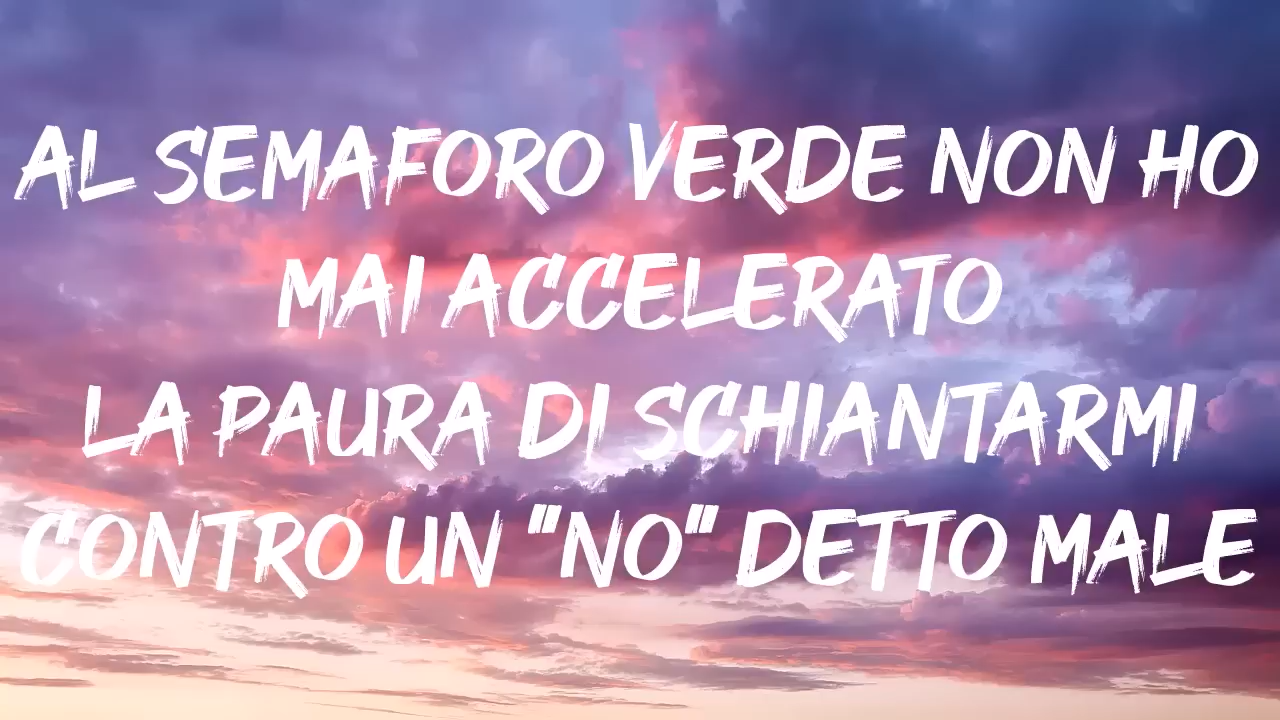 AL SEMAFORO VERDE NON HO
MAI ACCELERATO
LA PAURA DI SCHIANTARMI
CONTRO UN "NO" DETTO MALE